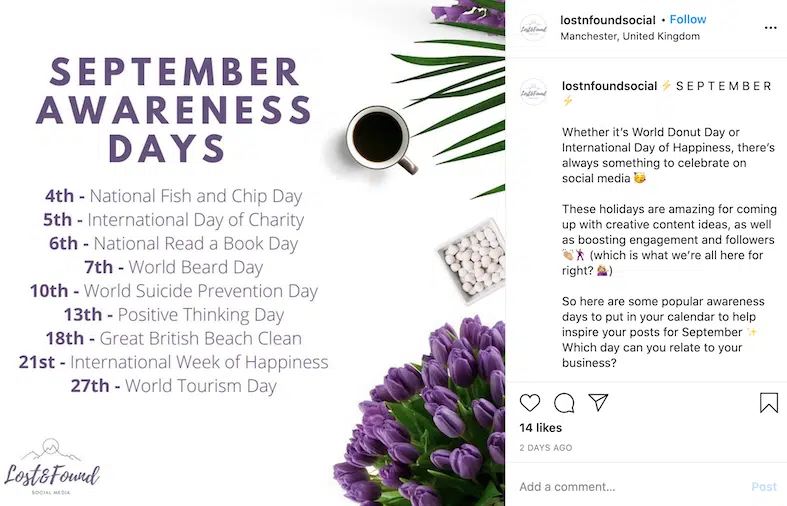 SEPTEMBER
AWARENESS
DAYS
4th - National Fish and Chip Day
5th - International Day of Charity
6th - National Read a Book Day
7th - World Beard Day
10th - World Suicide Prevention Day
13th - Positive Thinking Day
18th - Great British Beach Clean
21st - International Week of Happiness
27th - World Tourism Day
Lost&Found
SOCIAL MEDIA
Lost&Found
lostnfoundsocial • Follow
Manchester, United Kingdom
Lost&Found
lostnfoundsocial ⚡ S E P T E M B E R
⚡
Whether it’s World Donut Day or
International Day of Happiness, there’s
always something to celebrate on
social media 🥳
These holidays are amazing for coming
up with creative content ideas, as well
as boosting engagement and followers
👏🏼🕺 (which is what we’re all here for
right? 🙋🏼‍♀️)
So here are some popular awareness
days to put in your calendar to help
inspire your posts for September ✨
Which day can you relate to your
business?
14 likes
2 DAYS AGO
Add a comment...
Post